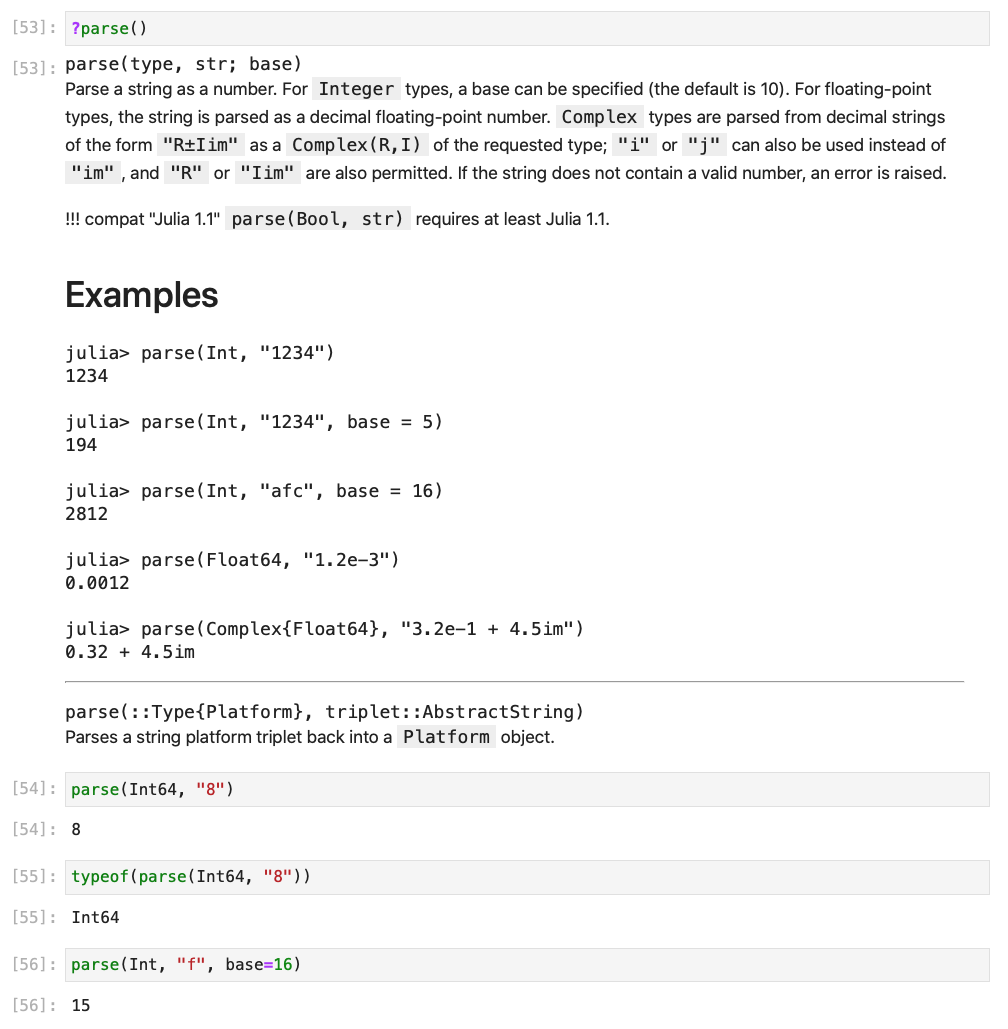 [53]: ?parse()
[53]: parse(type, str; base)
Parse a string as a number. For Integer types, a base can be specified (the default is 10). For floating-point
types, the string is parsed as a decimal floating-point number. Complex types are parsed from decimal strings
of the form "R±Iim" as a Complex(R,I) of the requested type; "i" or "j" can also be used instead of
"im", and "R" or "Iim" are also permitted. If the string does not contain a valid number, an error is raised.
!!! compat "Julia 1.1" parse(Bool, str) requires at least Julia 1.1.
Examples
julia> parse(Int, "1234")
1234
julia> parse(Int, "1234", base = 5)
194
julia> parse(Int, "afc", base = 16)
2812
julia> parse(Float64, "1.2e-3")
0.0012
julia> parse(Complex{Float64}, "3.2e-1 + 4.5im")
0.32 + 4.5im
parse(::Type{Platform}, triplet::AbstractString)
Parses a string platform triplet back into a Platform object.
[54]: parse(Int64, "8")
[54]: 8
[55]: typeof(parse(Int64, "8"))
[55]: Int64
[56]: parse(Int, "f", base=16)
[56]: 15